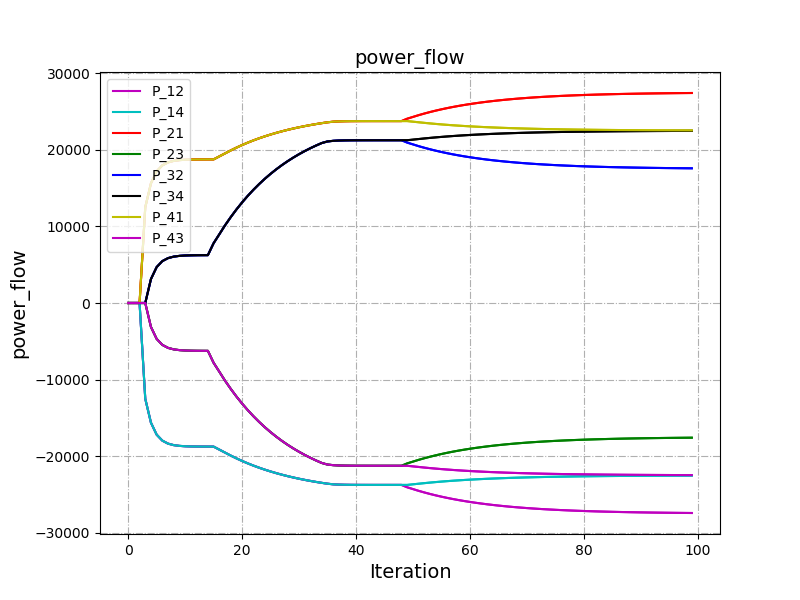 power_flow
30000
20000
10000
0
−10000
−20000
−30000
power_flow
P_12
P_14
P_21
P_23
P_32
P_34
P_41
P_43
0 20 40 60 80 100
Iteration